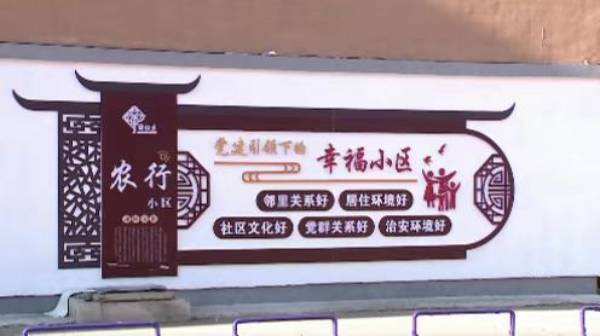 农行
小区
党建引领下的
幸福小区
邻里关系好
居住环境好
社区文化好
党群关系好
治安环境好